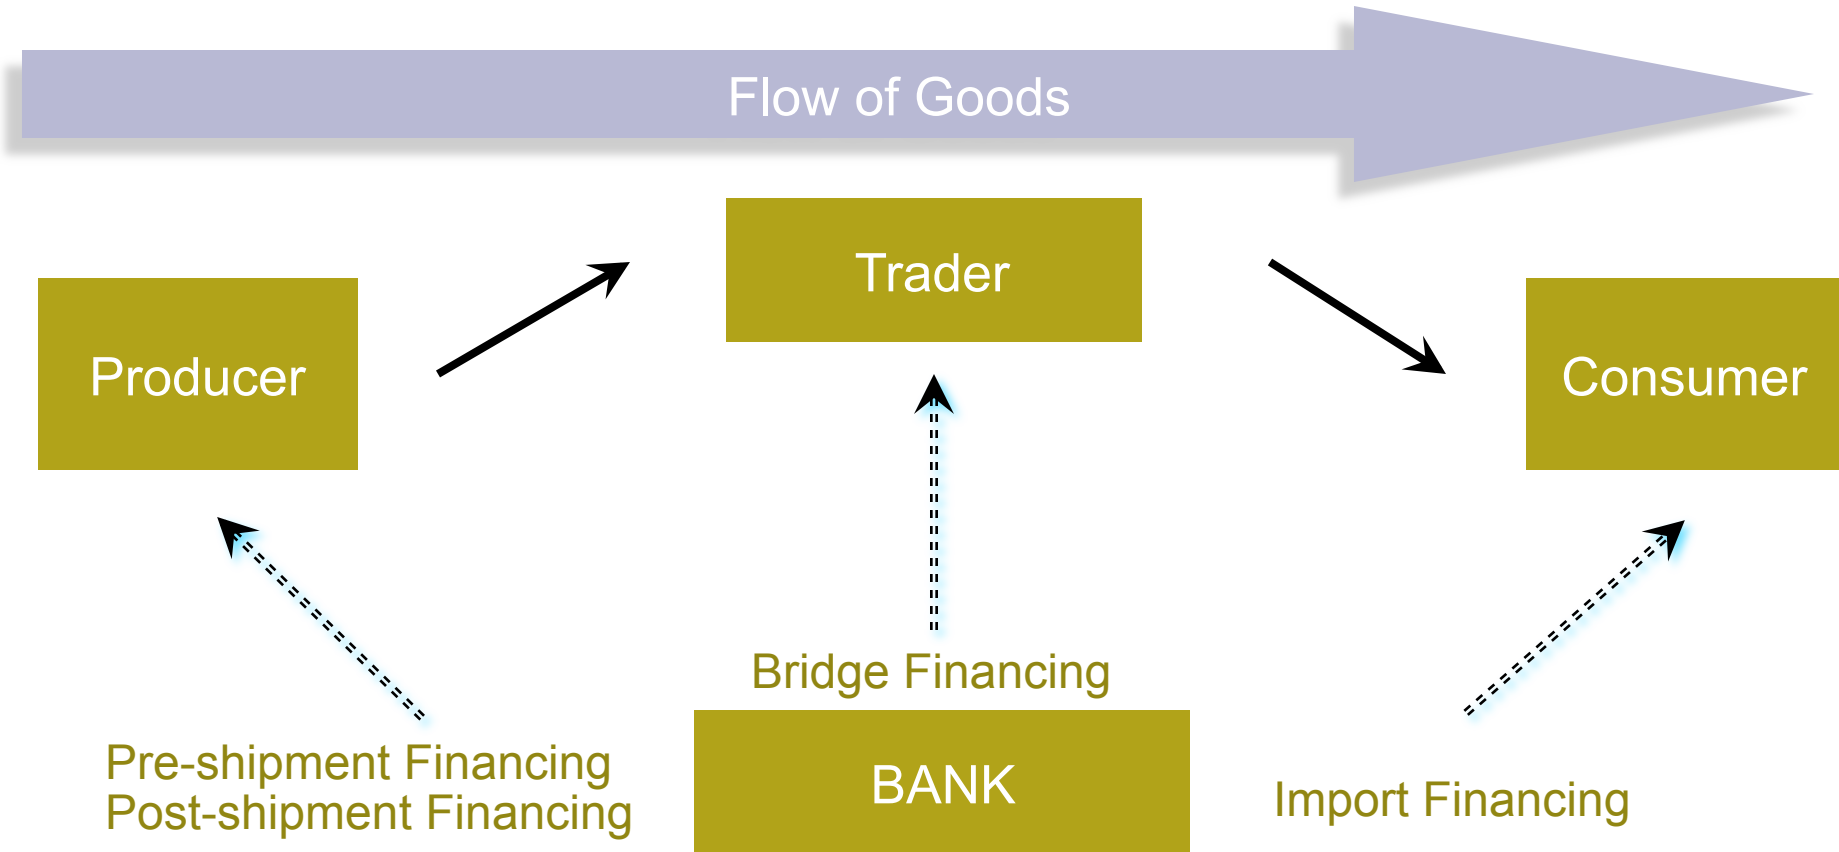 Flow of Goods
Trader
Producer
Consumer
Bridge Financing
Pre-shipment Financing
Post-shipment Financing
BANK
Import Financing